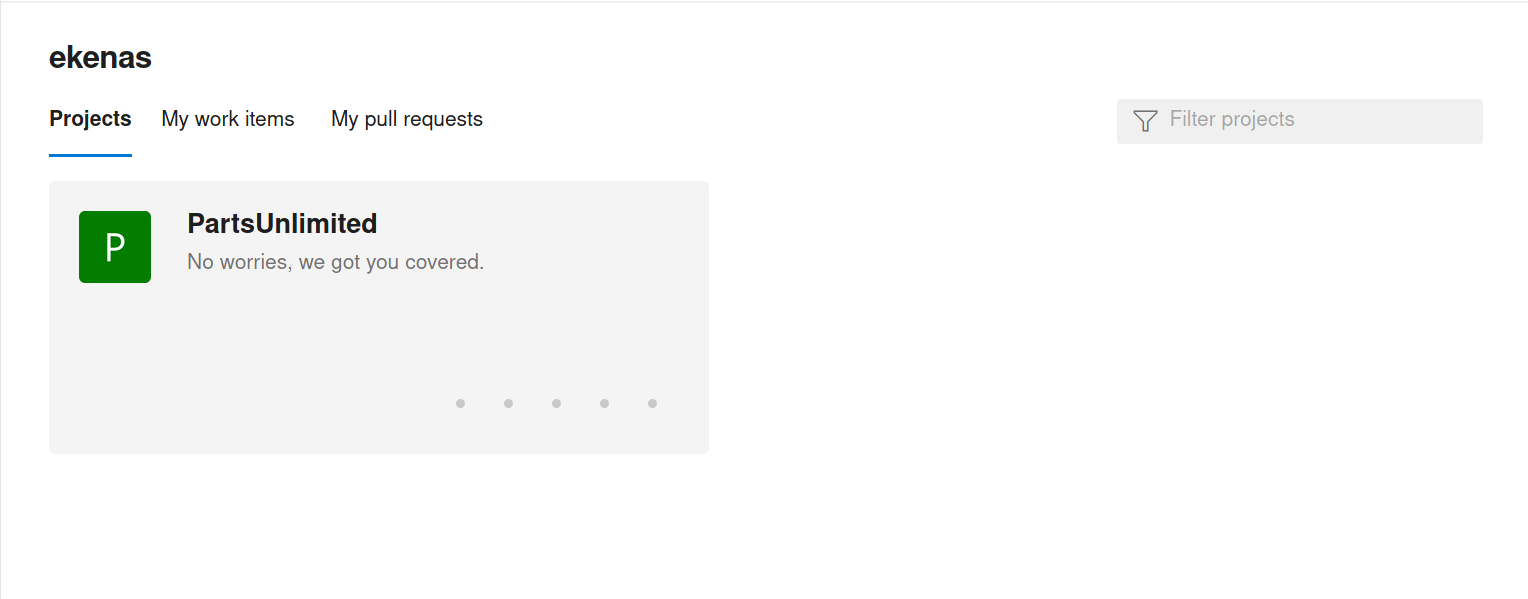 ekenas
Projects My work items My pull requests Filter projects
P PartsUnlimited
No worries, we got you covered.